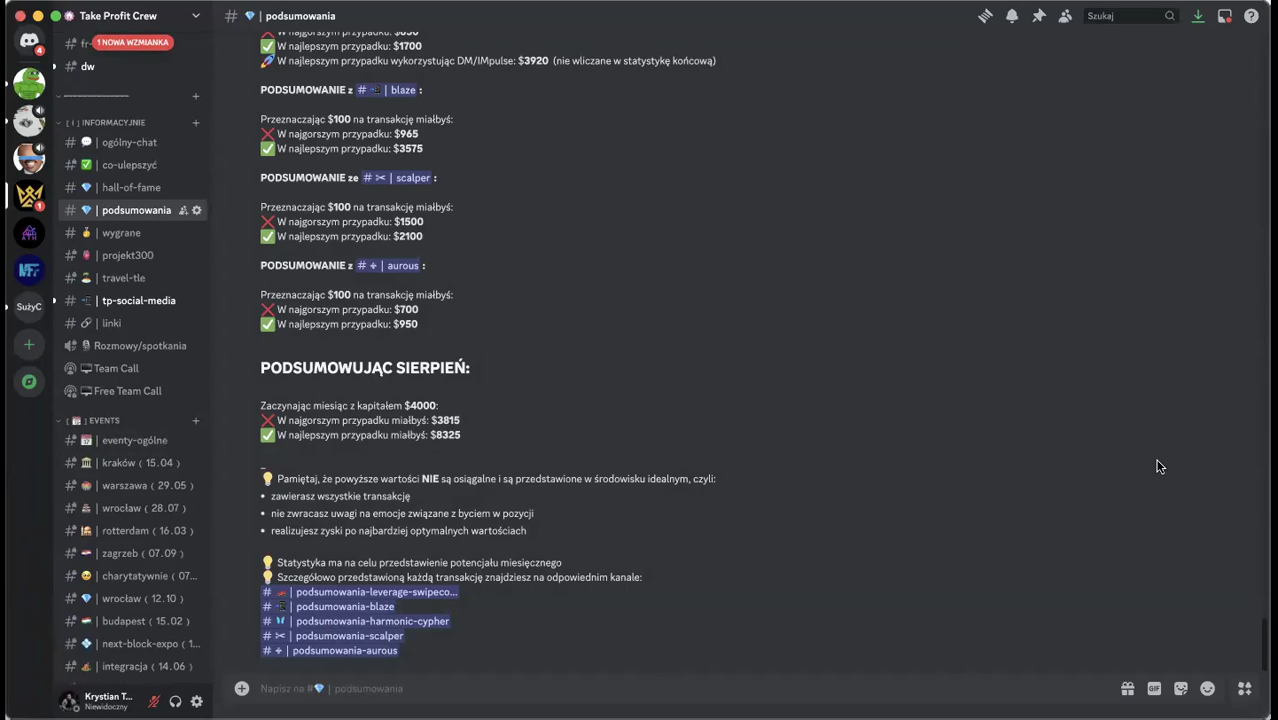 Take Profit Crew
# | podsumowania
Szukaj
4
1 NOWA WZMIANKA
dw
[ i ] INFORMACYJNIE
| ogólny-chat
| co-ulepszyć
| hall-of-fame
| podsumowania
| wygrane
| projekt300
| travel-tle
| tp-social-media
| linki
Rozmowy/spotkania
Team Call
Free Team Call
[ ] EVENTS
| eventy-ogólne
| kraków ( 15.04 )
| warszawa ( 29.05 )
| wrocław ( 28.07 )
| rotterdam ( 16.03 )
| zagrzeb ( 07.09 )
| charytatywnie ( 07...
| wrocław ( 12.10 )
| budapest ( 15.02 )
| next-block-expo ( 1...
| integracja ( 14.06 )
1
ATH
MFF
SużyC
Krystian T...
Niewidoczny
W najlepszym przypadku: $1700
W najlepszym przypadku wykorzystując DM/IMpulse: $3920 (nie wliczane w statystykę końcową)
PODSUMOWANIE z # | blaze :
Przeznaczając $100 na transakcję miałbyś:
W najgorszym przypadku: $965
W najlepszym przypadku: $3575
PODSUMOWANIE ze # | scalper :
Przeznaczając $100 na transakcję miałbyś:
W najgorszym przypadku: $1500
W najlepszym przypadku: $2100
PODSUMOWANIE z # | aurous :
Przeznaczając $100 na transakcję miałbyś:
W najgorszym przypadku: $700
W najlepszym przypadku: $950
PODSUMOWUJĄC SIERPIEŃ:
Zaczynając miesiąc z kapitałem $4000:
W najgorszym przypadku miałbyś: $3815
W najlepszym przypadku miałbyś: $8325
_
Pamiętaj, że powyższe wartości NIE są osiągalne i są przedstawione w środowisku idealnym, czyli:
• zawierasz wszystkie transakcję
• nie zwracasz uwagi na emocje związane z byciem w pozycji
• realizujesz zyski po najbardziej optymalnych wartościach
Statystyka ma na celu przedstawienie potencjału miesięcznego
Szczegółowo przedstawioną każdą transakcję znajdziesz na odpowiednim kanale:
# | podsumowania-leverage-swipeco...
# | podsumowania-blaze
# | podsumowania-harmonic-cypher
# | podsumowania-scalper
# | podsumowania-aurous
Napisz na # | podsumowania
GIF